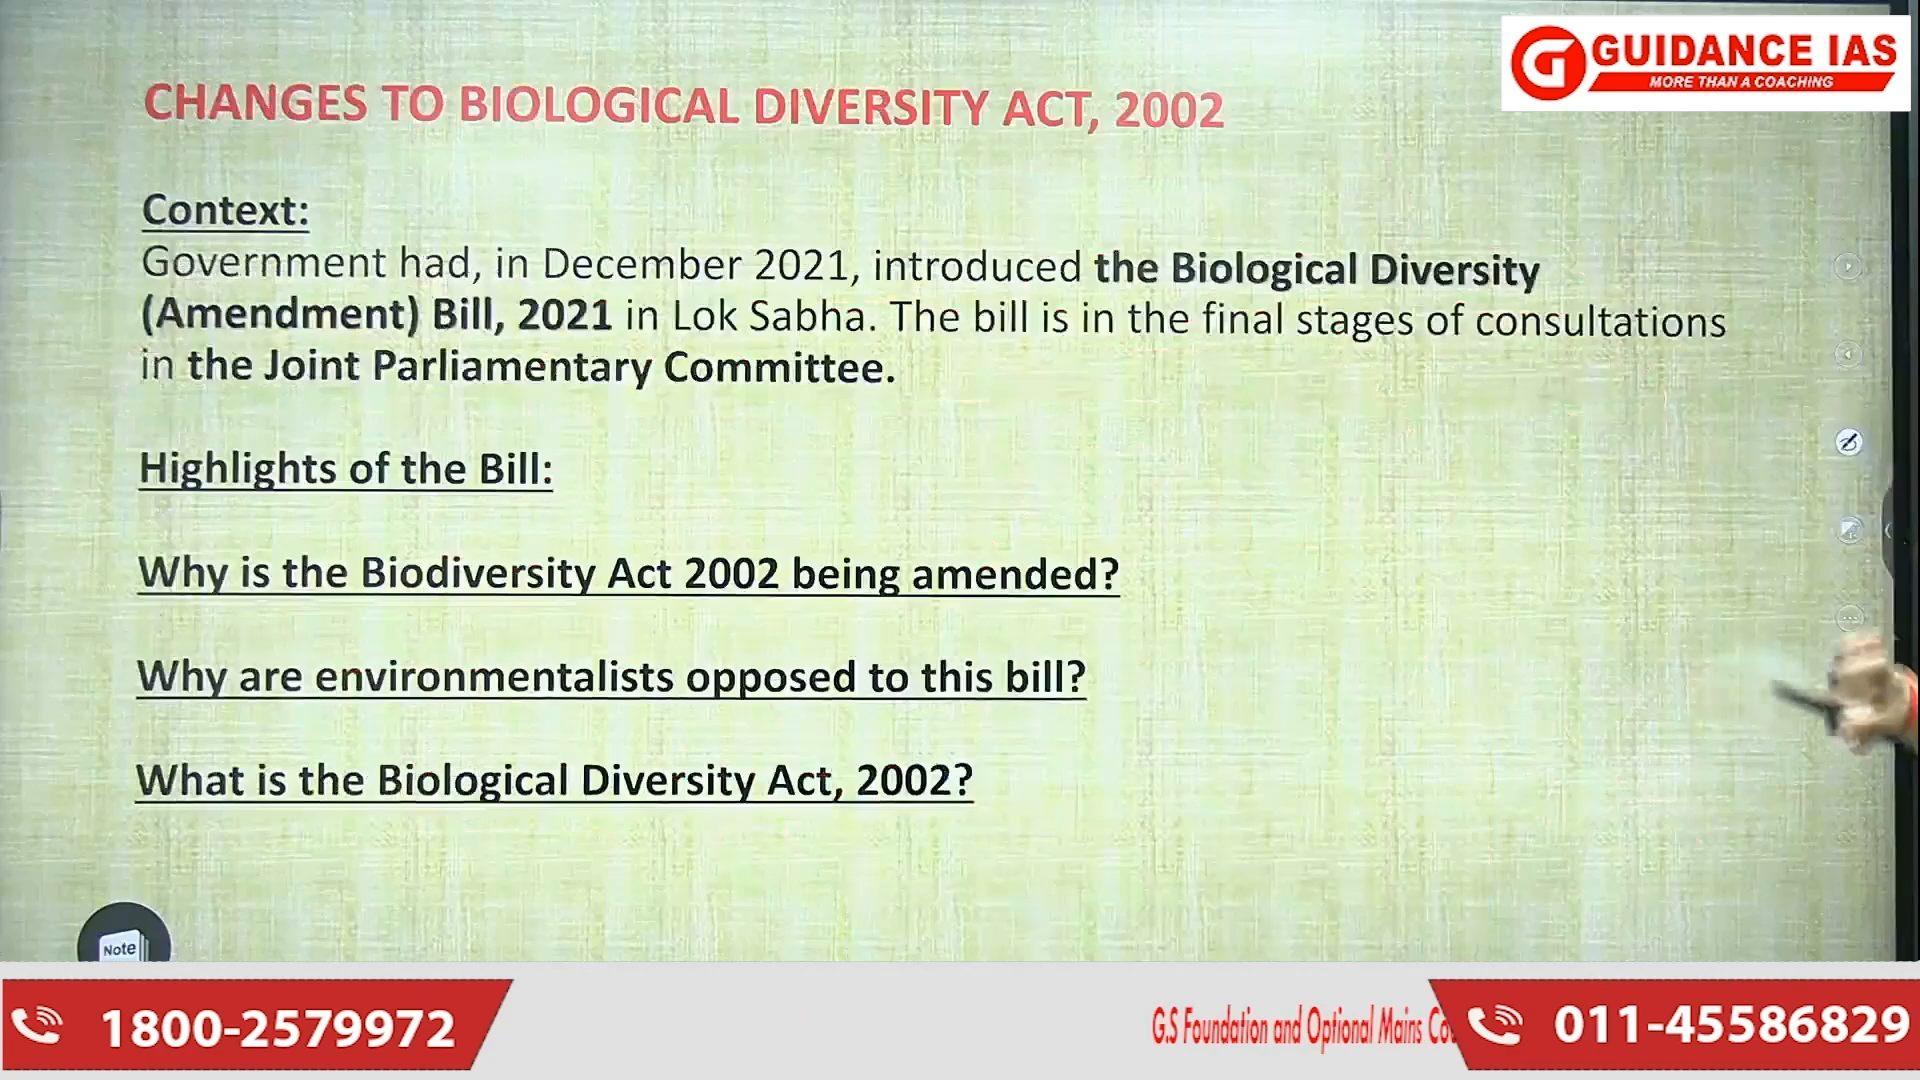 GUIDANCE IAS
MORE THAN A COACHING
CHANGES TO BIOLOGICAL DIVERSITY ACT, 2002
Context:
Government had, in December 2021, introduced the Biological Diversity
(Amendment) Bill, 2021 in Lok Sabha. The bill is in the final stages of consultations
in the Joint Parliamentary Committee.
Highlights of the Bill:
Why is the Biodiversity Act 2002 being amended?
Why are environmentalists opposed to this bill?
What is the Biological Diversity Act, 2002?
Note
1800-2579972
G.S Foundation and Optional Mains
011-45586829